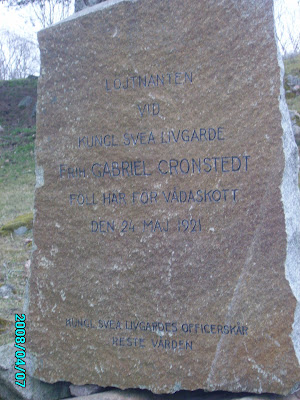 LÖJTNANTEN
VID
KUNGL SVEA LIVGARDE
FRIH. GABRIEL CRONSTEDT
FÖLL HÄR FÖR VÅDASKOTT
DEN 24 MAJ 1921
KUNGL SVEA LIVGARDES OFFICERSKÅR
RESTE VÅRDEN
2008/04/07